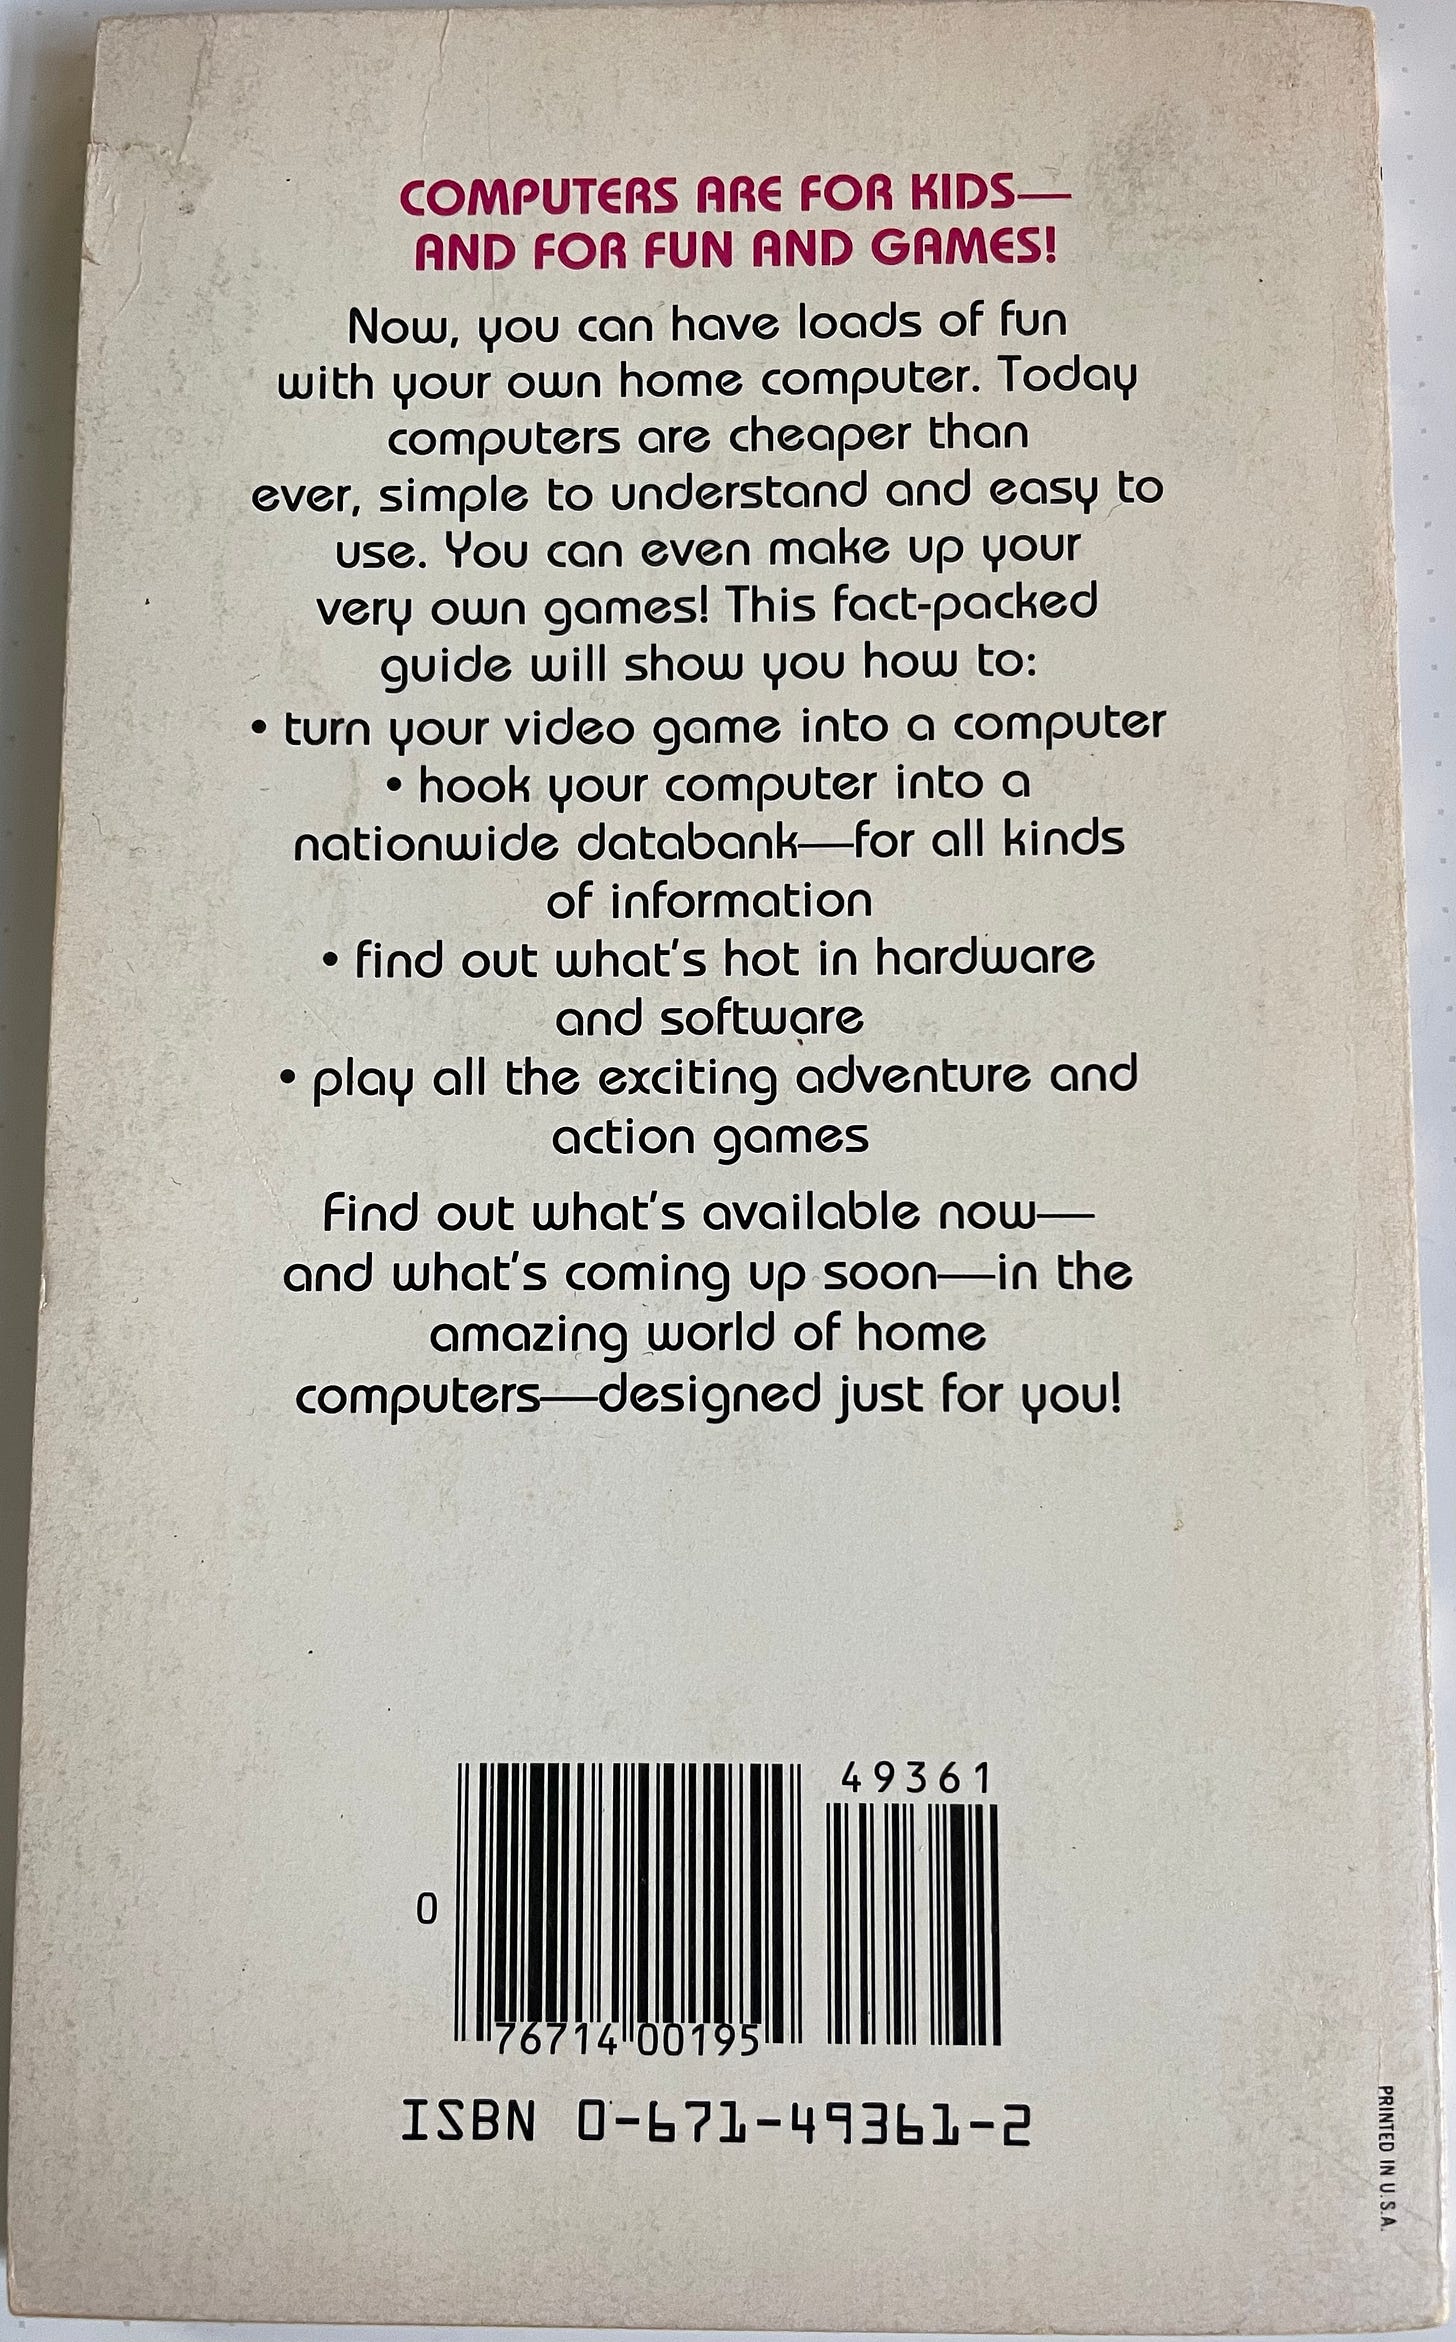 COMPUTERS ARE FOR KIDS—
AND FOR FUN AND GAMES!
Now, you can have loads of fun
with your own home computer. Today
computers are cheaper than
ever, simple to understand and easy to
use. You can even make up your
very own games! This fact-packed
guide will show you how to:
• turn your video game into a computer
• hook your computer into a
nationwide databank—for all kinds
of information
• find out what's hot in hardware
and software
• play all the exciting adventure and
action games
Find out what's available now—
and what's coming up soon—in the
amazing world of home
computers—designed just for you!
49361
0
76714 00195
ISBN 0-671-49361-2
PRINTED IN U.S.A.